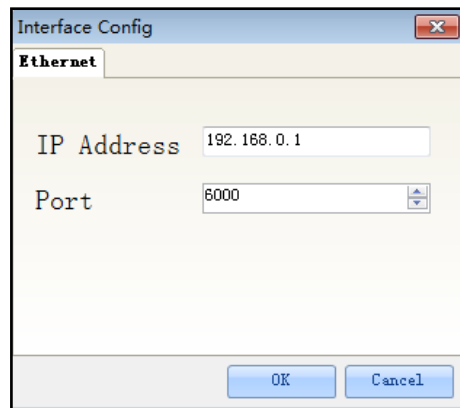 Interface Config
Ethernet
IP Address 192.168.0.1
Port 6000
OK Cancel